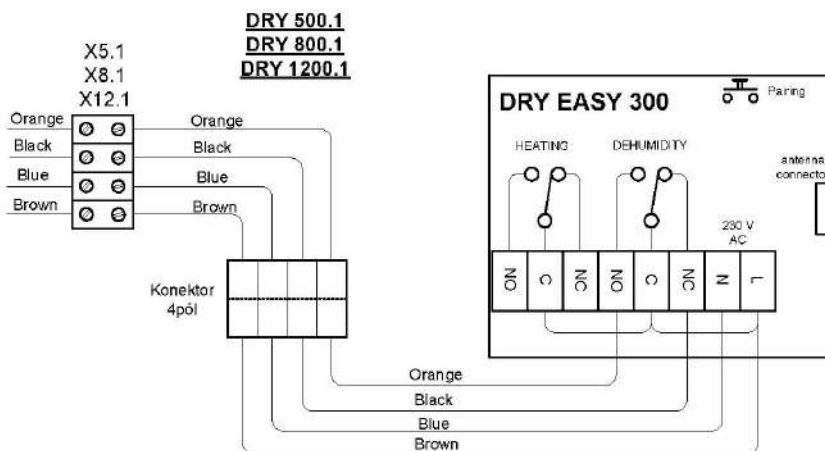 DRY 500.1
DRY 800.1
DRY 1200.1
X5.1
X8.1
X12.1
Orange
Orange
Black
Black
Blue
Blue
Brown
Brown
Konektor
4pól
DRY EASY 300
Pairing
HEATING
DEHUMIDITY
antenna
connecto
230 V
AC
NO
C
NC
NO
C
NC
N
L
Orange
Black
Blue
Brown